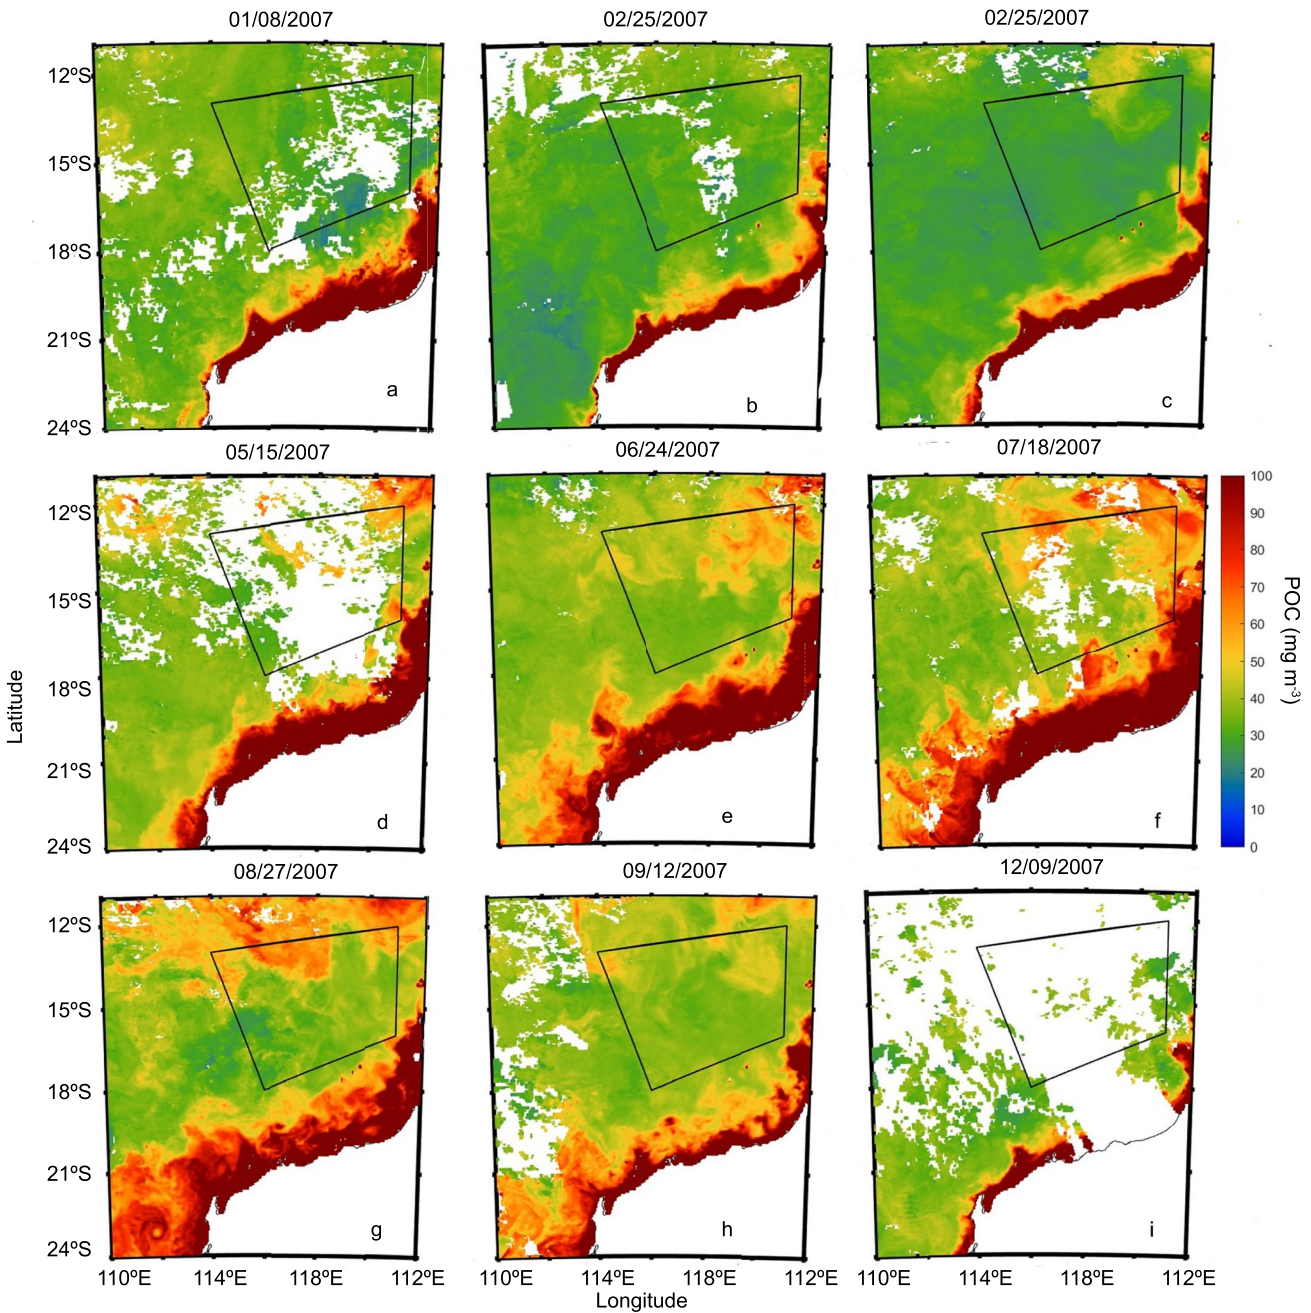 01/08/2007 02/25/2007 02/25/2007
12ºS
15ºS
18ºS
21ºS
24ºS
a b c
05/15/2007 06/24/2007 07/18/2007
12ºS
15ºS
18ºS
21ºS
24ºS
d e f
100
90
80
70
60
50
40
30
20
10
0
POC (mg m-3)
Latitude
08/27/2007 09/12/2007 12/09/2007
12ºS
15ºS
18ºS
21ºS
24ºS
g h i
110ºE 114ºE 118ºE 112ºE 110ºE 114ºE 118ºE 112ºE 110ºE 114ºE 118ºE 112ºE
Longitude